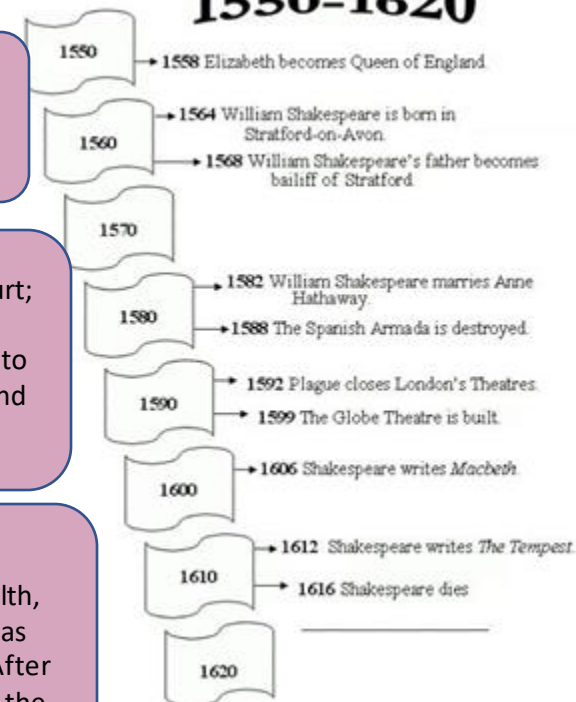 1550-1620
1550
1558 Elizabeth becomes Queen of England
1560
1564 William Shakespeare is born in
Stratford-on-Avon.
1568 William Shakespeare's father becomes
bailiff of Stratford
1570
urt;
1582 William Shakespeare marries Anne
Hathaway.
1580
1588 The Spanish Armada is destroyed.
to
nd
1592 Plague closes London's Theatres.
1590
1599 The Globe Theatre is built.
1606 Shakespeare writes Macbeth.
1600
1612 Shakespeare writes The Tempest.
1610
1616 Shakespeare dies
lth,
as
After
the
1620